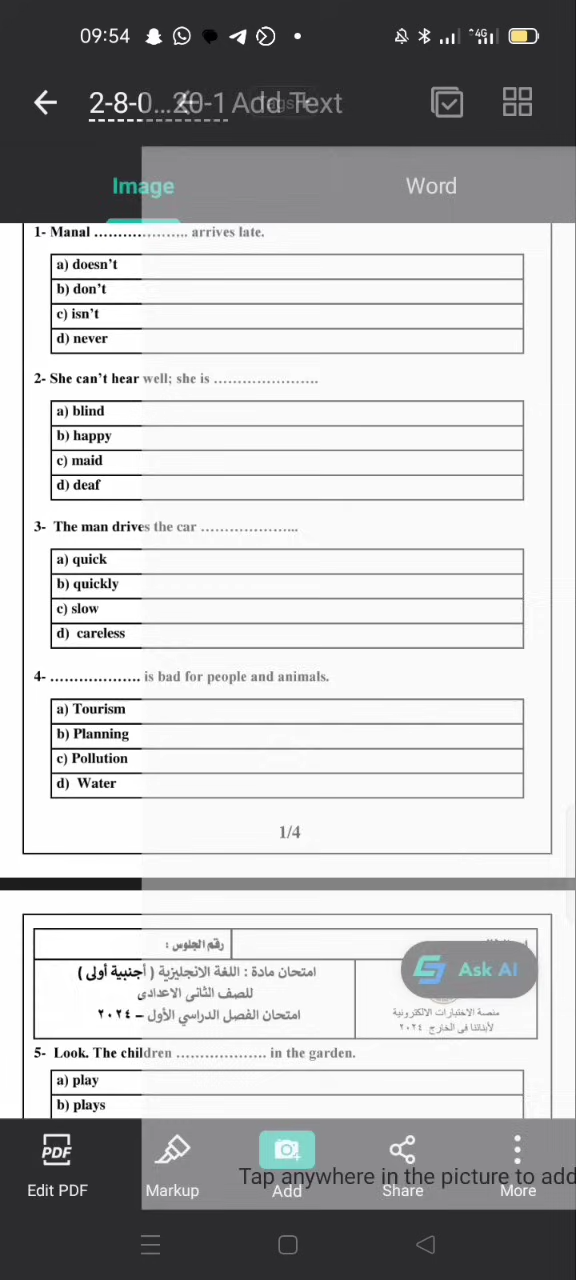 09:54
4G
2-8-0...20-1 Add Text
Image
Word
1- Manal ………………….. arrives late.
a) doesn't
b) don't
c) isn't
d) never
2- She can't hear well; she is ………………….
a) blind
b) happy
c) maid
d) deaf
3- The man drives the car ………………...
a) quick
b) quickly
c) slow
d) careless
4- ……………….. is bad for people and animals.
a) Tourism
b) Planning
c) Pollution
d) Water
1/4
رقم الجلوس :
امتحان مادة : اللغة الانجليزية ( أجنبية أولى )
للصف الثانى الاعدادى
امتحان الفصل الدراسي الأول – ٢٠٢٤
منصة الاختبارات الالكترونية
لأبنائنا في الخارج ٢٠٢٤
Ask AI
5- Look. The children ……………….. in the garden.
a) play
b) plays
PDF
Tap anywhere in the picture to add
Edit PDF
Markup
Add
Share
More